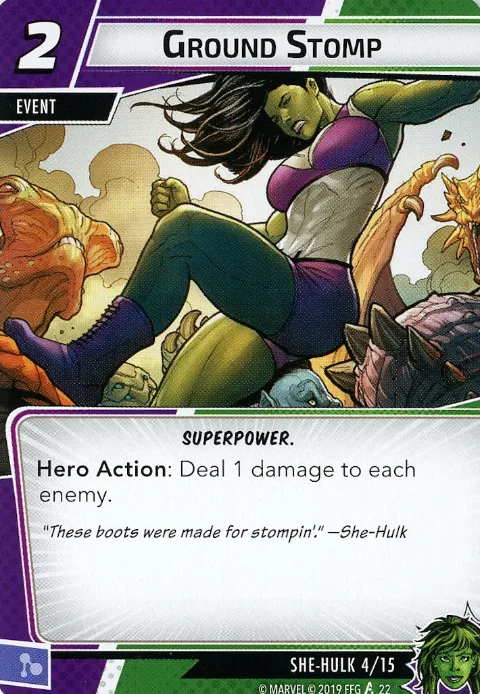 2
GROUND STOMP
EVENT
SUPERPOWER.
Hero Action: Deal 1 damage to each
enemy.
"These boots were made for stompin'." —She-Hulk
SHE-HULK 4/15
© MARVEL © 2019 FFG 22